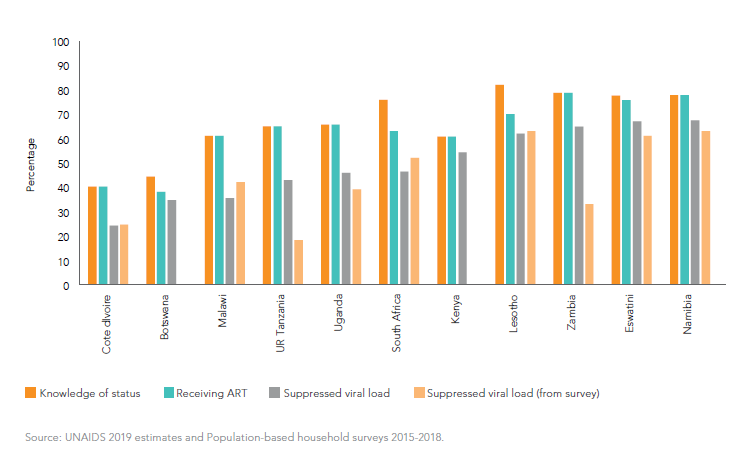 100
90
80
70
60
50
40
30
20
10
0
Percentage
Cote dIvoire
Botswana
Malawi
UR Tanzania
Uganda
South Africa
Kenya
Lesotho
Zambia
Eswatini
Namibia
Knowledge of status
Receiving ART
Suppressed viral load
Suppressed viral load (from survey)
Source: UNAIDS 2019 estimates and Population-based household surveys 2015-2018.